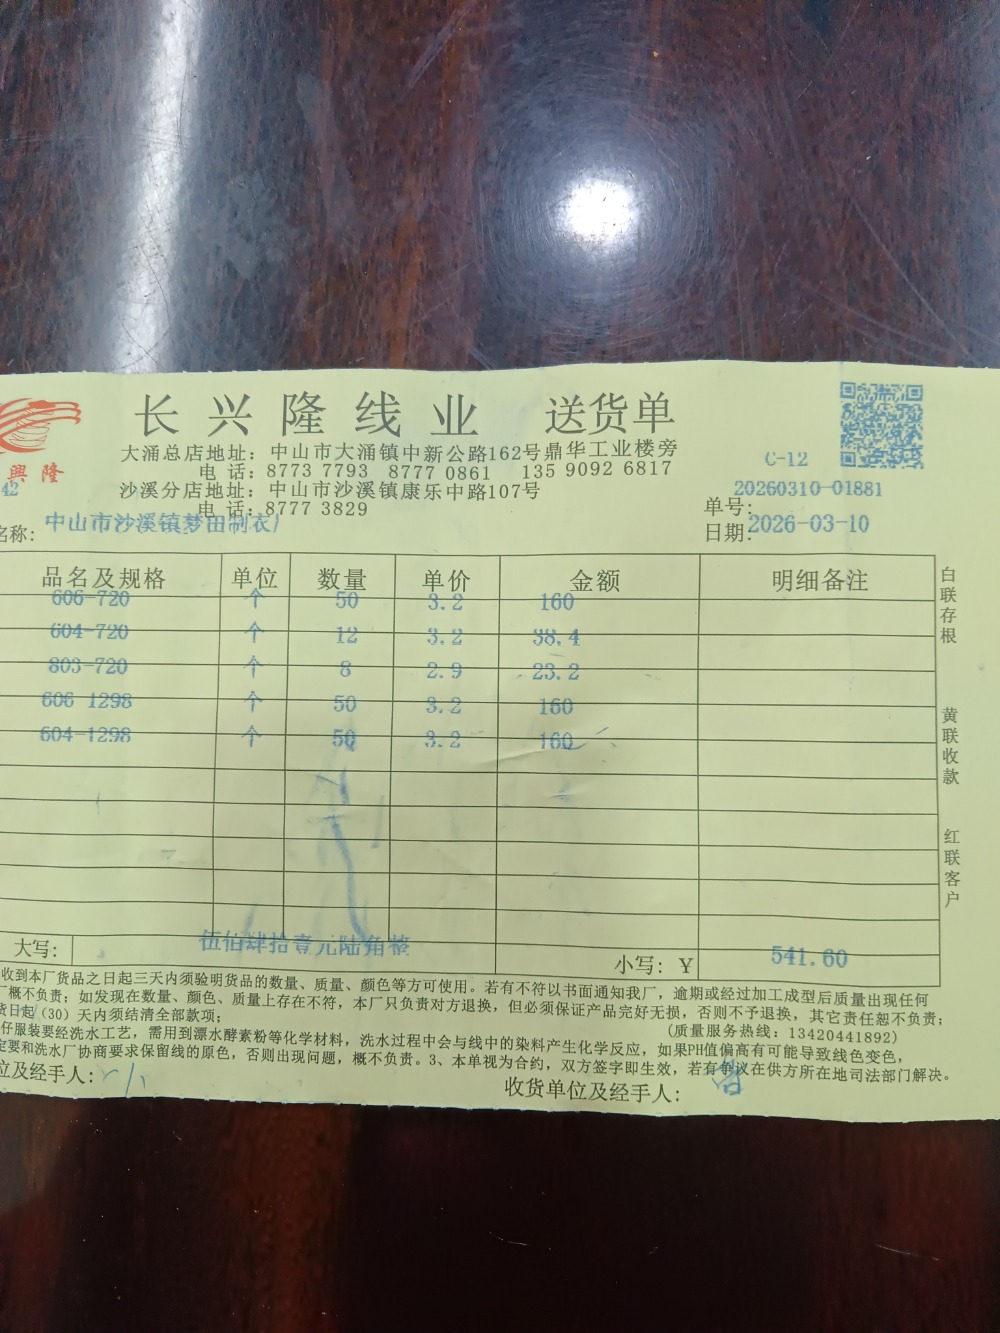 长兴隆线业 送货单
大涌总店地址：中山市大涌镇中新公路162号鼎华工业楼旁
电 话：8773 7793 8777 0861 135 9092 6817
沙溪分店地址：中山市沙溪镇康乐中路107号
电 话：8777 3829
興隆
42
C-12
单号：20260310-01881
日期：2026-03-10
名称：中山市沙溪镇梦田制衣厂
品名及规格 单位 数量 单价 金额 明细备注
606-720 个 50 3.2 160
604-720 个 12 3.2 38.4
803-720 个 8 2.9 23.2
606 1298 个 50 3.2 160
604-1298 个 50 3.2 160
大写： 伍佰肆拾壹元陆角整 小写：￥ 541.60
收到本厂货品之日起三天内须验明货品的数量、质量、颜色等方可使用。若有不符以书面通知我厂，逾期或经过加工成型后质量出现任何
厂概不负责；如发现在数量、颜色、质量上存在不符，本厂只负责对方退换，但必须保证产品完好无损，否则不予退换，其它责任恕不负责；
货日起（30）天内须结清全部款项； （质量服务热线：13420441892）
仔服装要经洗水工艺，需用到漂水酵素粉等化学材料，洗水过程中会与线中的染料产生化学反应，如果PH值偏高有可能导致线色变色，
定要和洗水厂协商要求保留线的原色，否则出现问题，概不负责。3、本单视为合约，双方签字即生效，若有争议在供方所在地司法部门解决。
位及经手人： 收货单位及经手人：
白联存根
黄联收款
红联客户